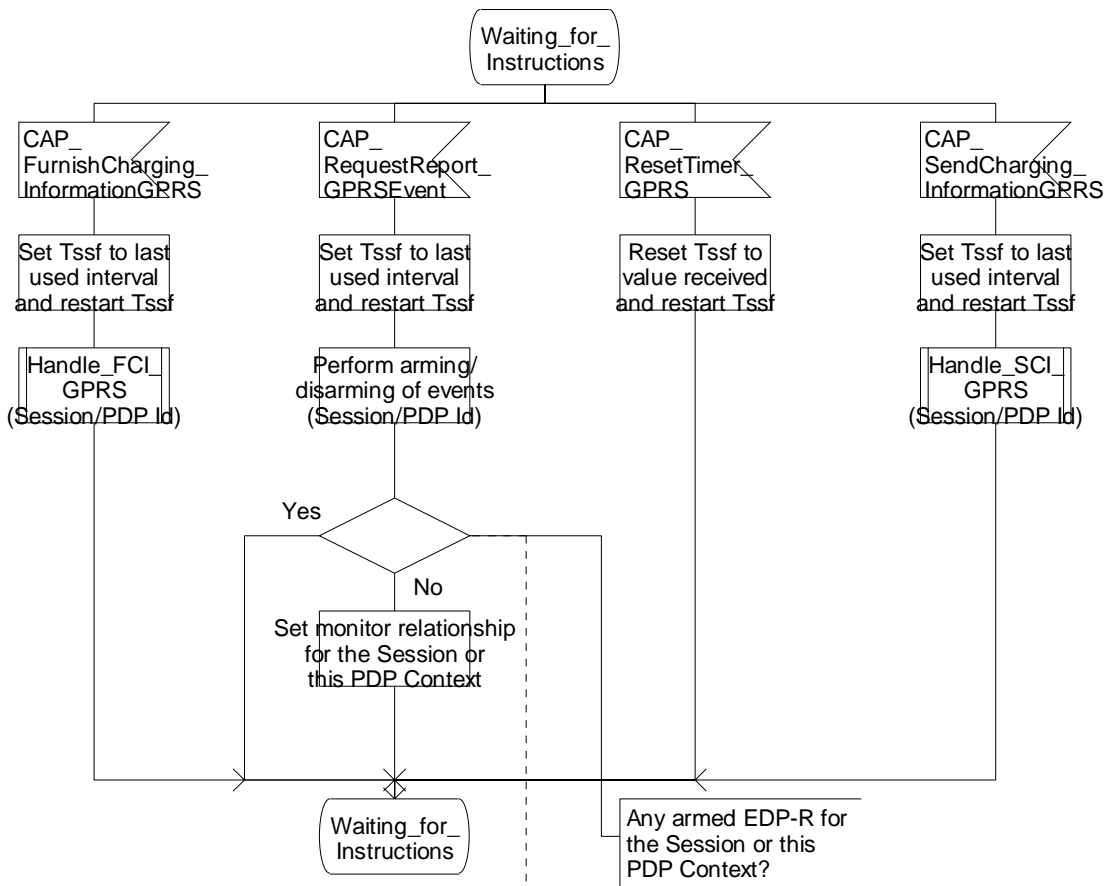 Waiting_for_
Instructions
CAP_
FurnishCharging_
InformationGPRS
CAP_
RequestReport_
GPRSEvent
CAP_
ResetTimer_
GPRS
CAP_
SendCharging_
InformationGPRS
Set Tssf to last
used interval
and restart Tssf
Set Tssf to last
used interval
and restart Tssf
Reset Tssf to
value received
and restart Tssf
Set Tssf to last
used interval
and restart Tssf
Handle_FCI_
GPRS
(Session/PDP Id)
Perform arming/
disarming of events
(Session/PDP Id)
Handle_SCI_
GPRS
(Session/PDP Id)
Yes
No
Set monitor relationship
for the Session or
this PDP Context
Waiting_for_
Instructions
Any armed EDP-R for
the Session or this
PDP Context?